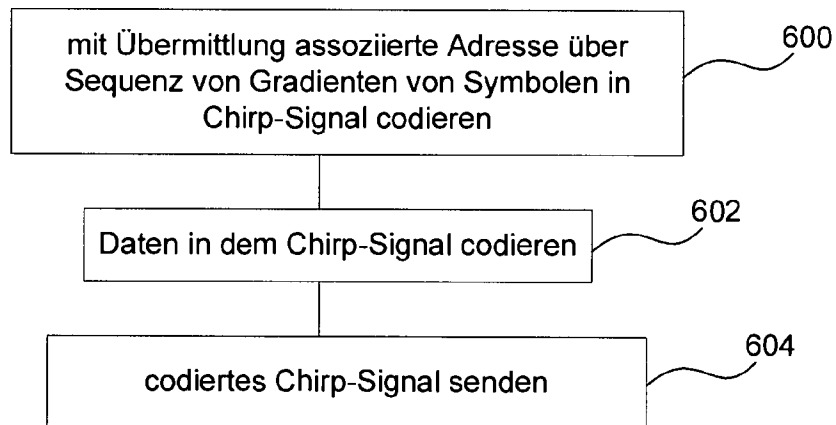 mit Übermittlung assoziierte Adresse über
Sequenz von Gradienten von Symbolen in
Chirp-Signal codieren
600
Daten in dem Chirp-Signal codieren
602
codiertes Chirp-Signal senden
604